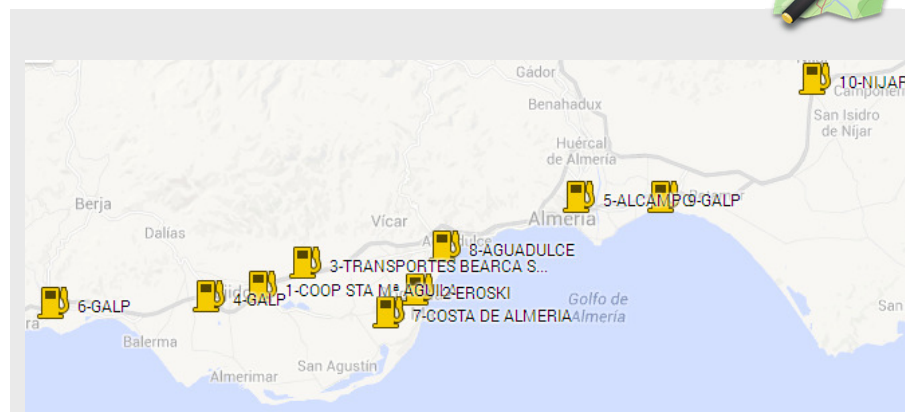 Gádor
10-NIJAR
Benahadux
San Isidro
de Níjar
Huércal
de Almería
5-ALCAMPO
9-GALP
Berja
Vícar
Almería
Dalías
8-AGUADULCE
3-TRANSPORTES BEARCA S...
1-COOP STA Mª AGUILA
2-EROSKI
4-GALP
6-GALP
Golfo de
Almería
7-COSTA DE ALMERIA
Balerma
San Agustín
Almerimar
San